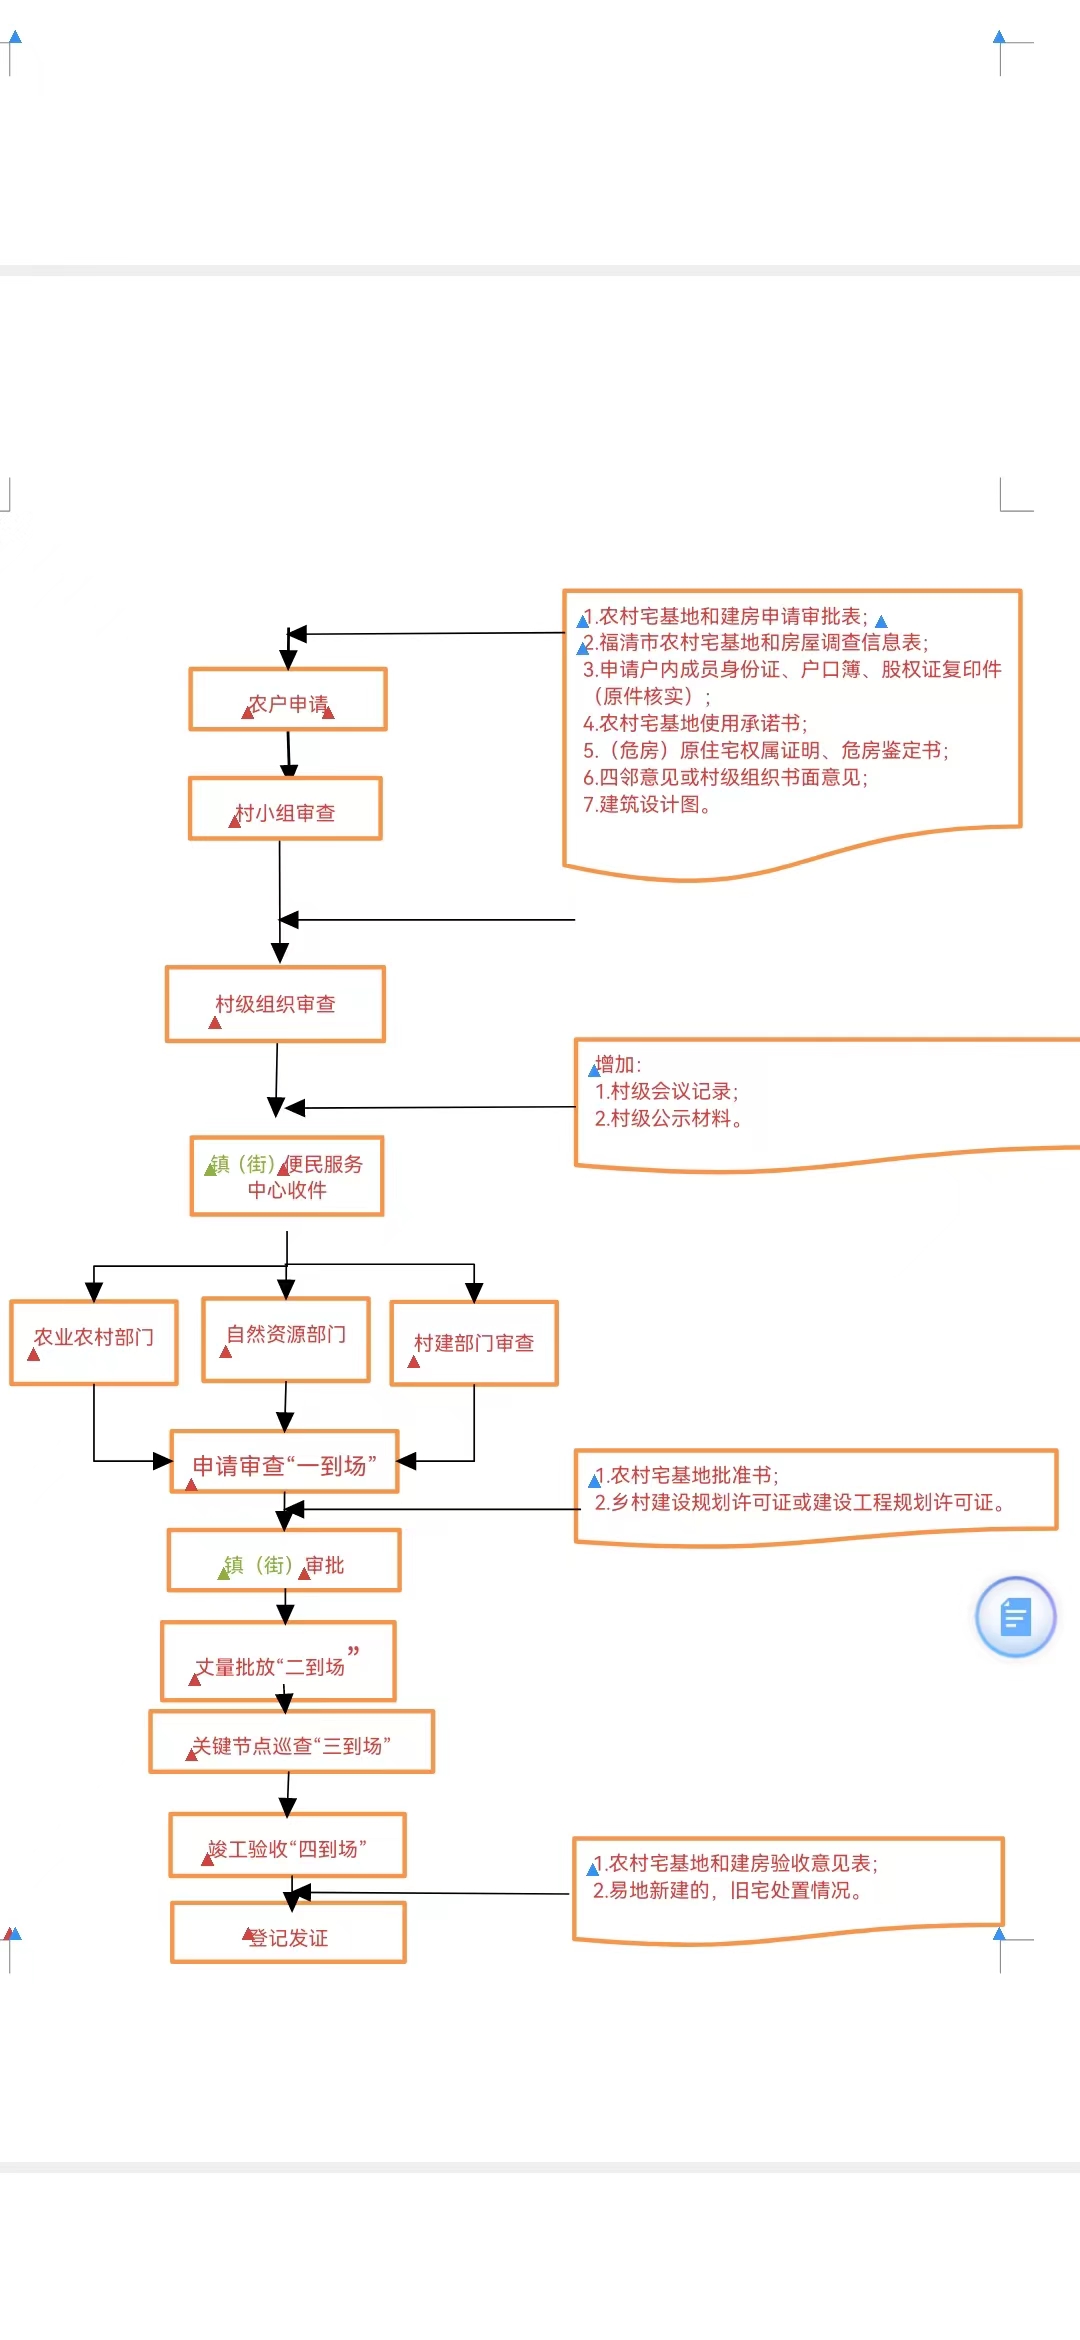 1.农村宅基地和建房申请审批表；
2.福清市农村宅基地和房屋调查信息表；
3.申请户内成员身份证、户口簿、股权证复印件
（原件核实）；
4.农村宅基地使用承诺书；
5.（危房）原住宅权属证明、危房鉴定书；
6.四邻意见或村级组织书面意见；
7.建筑设计图。
农户申请
村小组审查
村级组织审查
增加：
1.村级会议记录；
2.村级公示材料。
镇（街）便民服务
中心收件
农业农村部门
自然资源部门
村建部门审查
申请审查“一到场”
1.农村宅基地批准书；
2.乡村建设规划许可证或建设工程规划许可证。
镇（街）审批
丈量批放“二到场”
关键节点巡查“三到场”
竣工验收“四到场”
1.农村宅基地和建房验收意见表；
2.易地新建的，旧宅处置情况。
登记发证